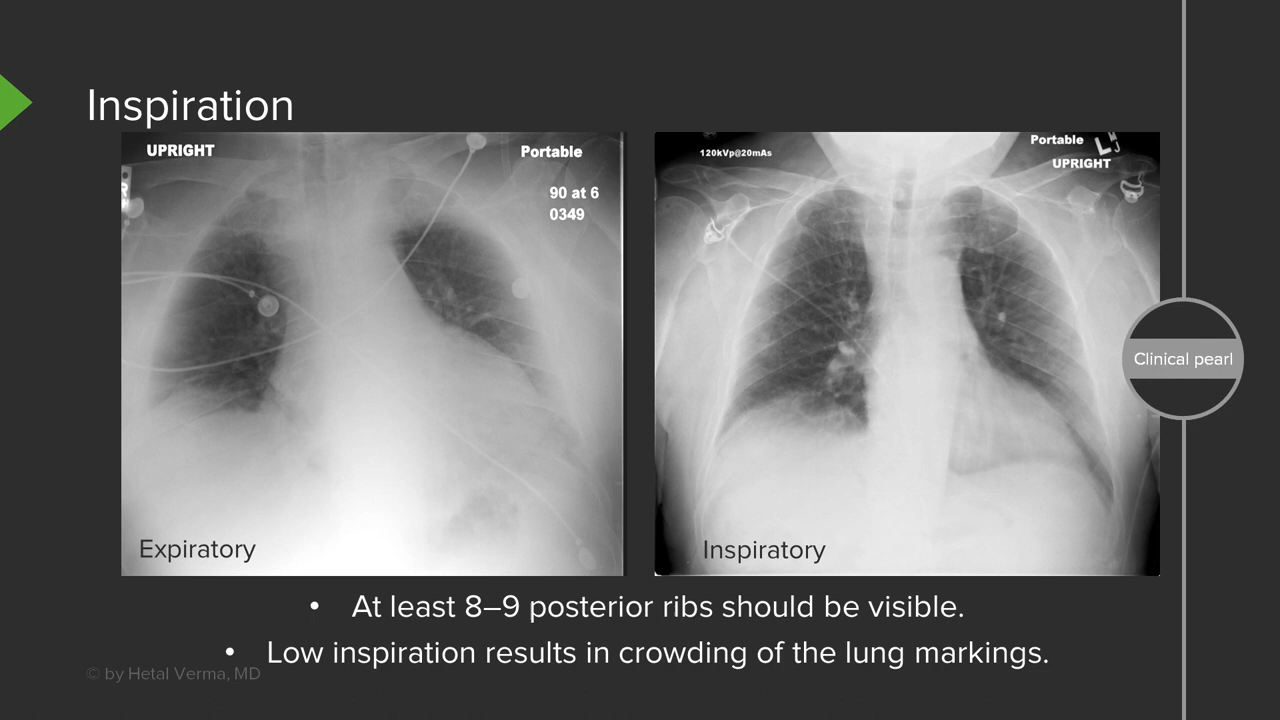 Inspiration
UPRIGHT
Portable
90 at 6
0349
Expiratory
120kVp@20mAs
Portable
L
UPRIGHT
Inspiratory
Clinical pearl
• At least 8–9 posterior ribs should be visible.
• Low inspiration results in crowding of the lung markings.
© by Hetal Verma, MD